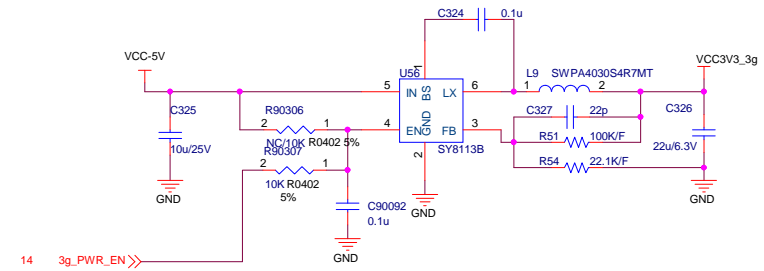 C324
0.1u
VCC-5V
VCC3V3_3g
1
U56
L9 SWPA4030S4R7MT
5 IN BS LX 6
1 2
C325
R90306
C327 22p
C326
2 1
4 EN GND FB 3
NC/10K R0402 5%
R51 100K/F
10u/25V
R90307
SY8113B
22u/6.3V
2 1
2
R54 22.1K/F
10K R0402
5%
GND
C90092
GND
GND
0.1u
GND
14 3g_PWR_EN